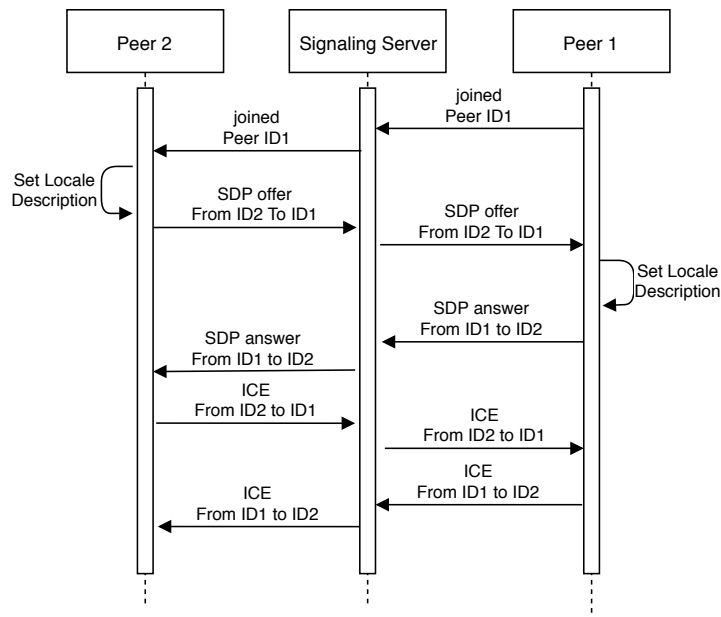 Peer 2
Signaling Server
Peer 1
joined
Peer ID1
joined
Peer ID1
Set Locale
Description
SDP offer
From ID2 To ID1
SDP offer
From ID2 To ID1
Set Locale
Description
SDP answer
From ID1 to ID2
SDP answer
From ID1 to ID2
ICE
From ID2 to ID1
ICE
From ID2 to ID1
ICE
From ID1 to ID2
ICE
From ID1 to ID2